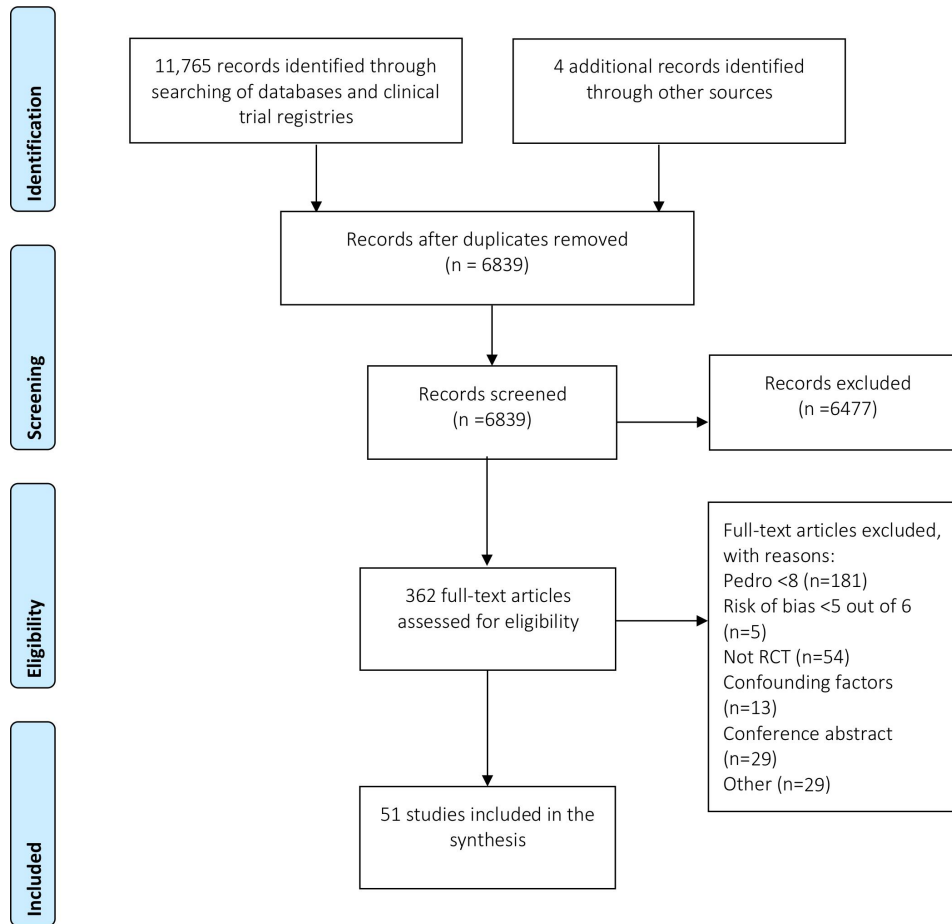 Identification
11,765 records identified through
searching of databases and clinical
trial registries
4 additional records identified
through other sources
Records after duplicates removed
(n = 6839)
Screening
Records screened
(n =6839)
Records excluded
(n =6477)
Eligibility
362 full-text articles
assessed for eligibility
Full-text articles excluded,
with reasons:
Pedro <8 (n=181)
Risk of bias <5 out of 6
(n=5)
Not RCT (n=54)
Confounding factors
(n=13)
Conference abstract
(n=29)
Other (n=29)
Included
51 studies included in the
synthesis